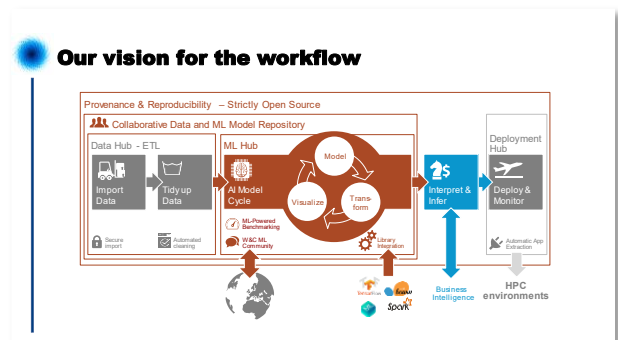 Our vision for the workflow
Provenance & Reproducibility – Strictly Open Source
Collaborative Data and ML Model Repository
Data Hub - ETL
ML Hub
Deployment
Hub
Import
Data
Tidy up
Data
AI Model
Cycle
Model
Visualize
Trans-
form
Interpret &
Infer
Deploy &
Monitor
Secure
import
Automated
cleaning
ML-Powered
Benchmarking
W&C ML
Community
Library
Integration
Automatic App
Extraction
Business
Intelligence
HPC
environments
TensorFlow
learn
Spark